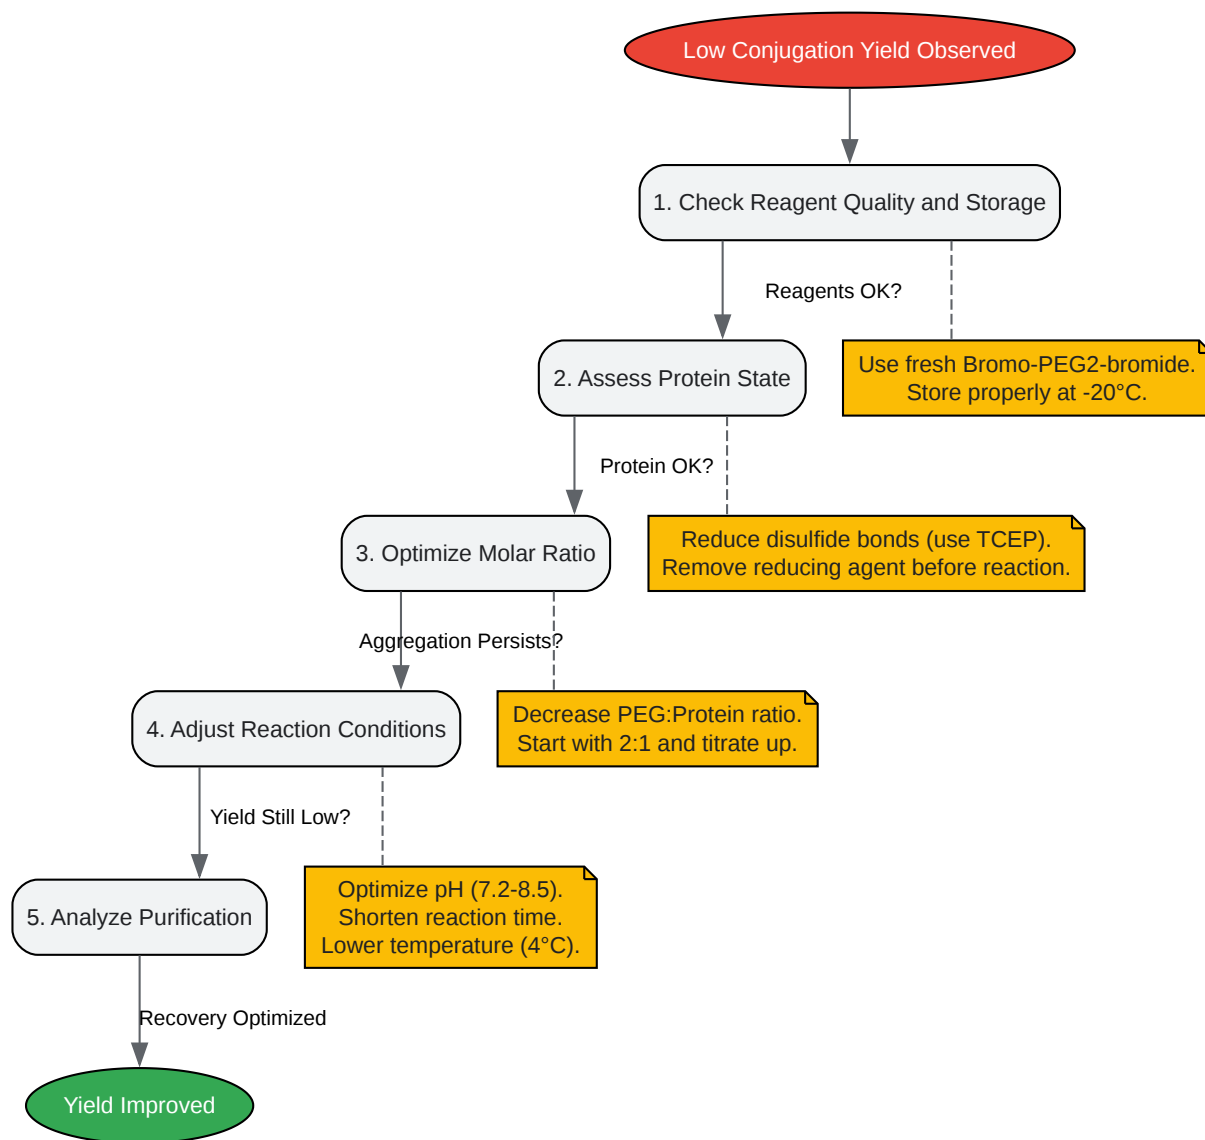 Low Conjugation Yield Observed
1. Check Reagent Quality and Storage
Reagents OK?
2. Assess Protein State
Use fresh Bromo-PEG2-bromide.
Store properly at -20°C.
Protein OK?
3. Optimize Molar Ratio
Reduce disulfide bonds (use TCEP).
Remove reducing agent before reaction.
Aggregation Persists?
4. Adjust Reaction Conditions
Decrease PEG:Protein ratio.
Start with 2:1 and titrate up.
Yield Still Low?
5. Analyze Purification
Optimize pH (7.2-8.5).
Shorten reaction time.
Lower temperature (4°C).
Recovery Optimized
Yield Improved